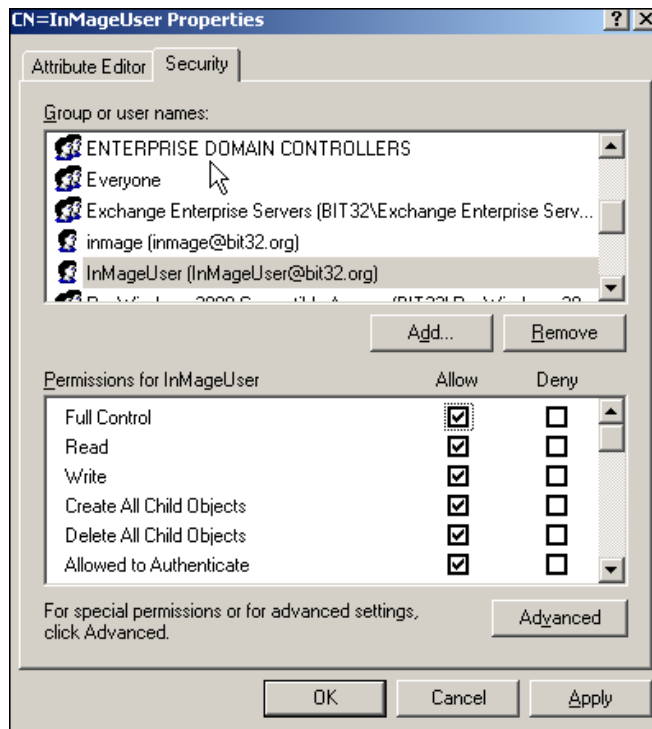 CN=InMageUser Properties
Attribute Editor
Security
Group or user names:
ENTERPRISE DOMAIN CONTROLLERS
Everyone
Exchange Enterprise Servers (BIT32\Exchange Enterprise Serv...
inmage (inmage@bit32.org)
InMageUser (InMageUser@bit32.org)
Add...
Remove
Permissions for InMageUser
Allow
Deny
Full Control
Read
Write
Create All Child Objects
Delete All Child Objects
Allowed to Authenticate
For special permissions or for advanced settings,
click Advanced.
Advanced
OK
Cancel
Apply